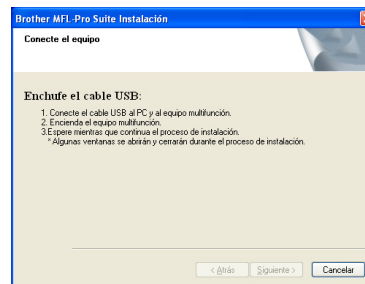 Brother MFL-Pro Suite Instalación
Conecte el equipo
Enchufe el cable USB:
1. Conecte el cable USB al PC y al equipo multifunción.
2. Encienda el equipo multifunción.
3.Espere mientras que continua el proceso de instalación.
* Algunas ventanas se abrirán y cerrarán durante el proceso de instalación.
< Atrás
Siguiente >
Cancelar